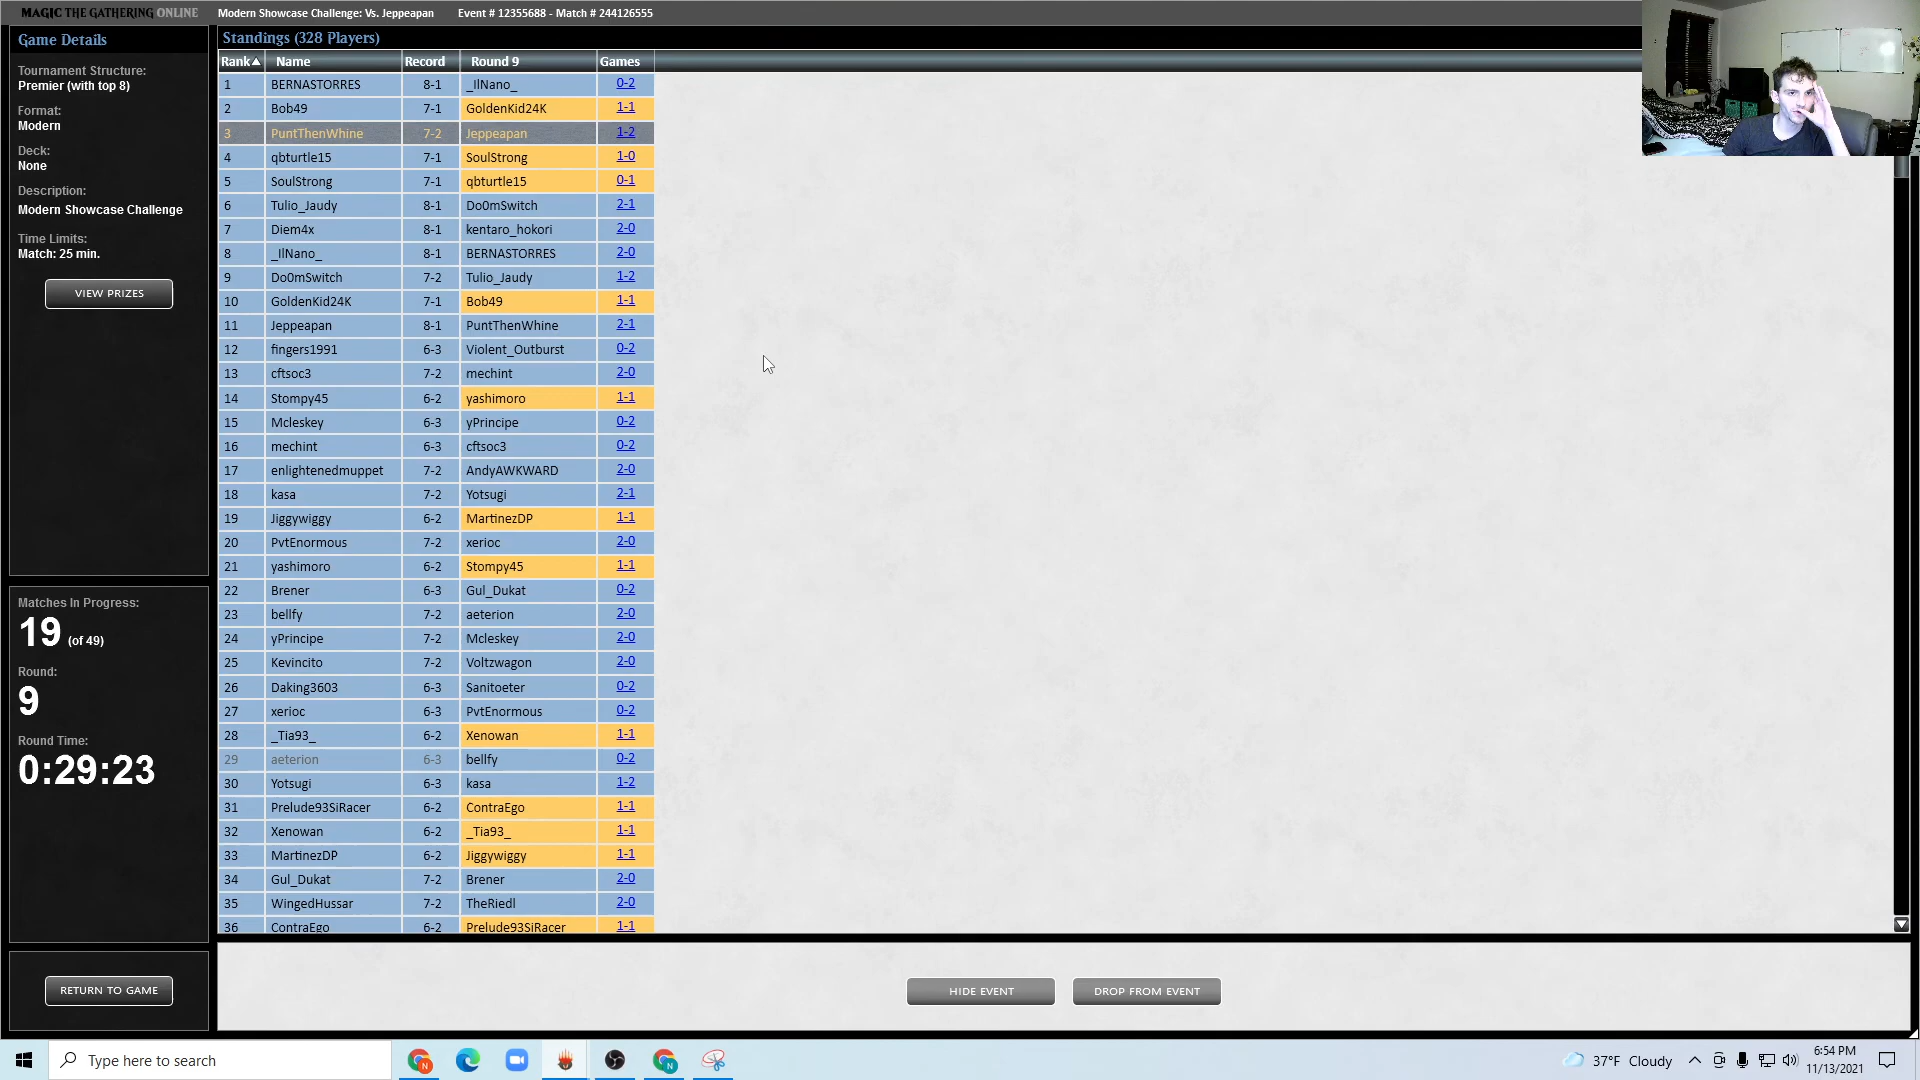 MAGIC THE GATHERING ONLINE Modern Showcase Challenge: Vs. Jeppeapan Event # 12355688 - Match # 244126555
Game Details
Tournament Structure:
Premier (with top 8)
Format:
Modern
Deck:
None
Description:
Modern Showcase Challenge
Time Limits:
Match: 25 min.
VIEW PRIZES
Matches In Progress:
19 (of 49)
Round:
9
Round Time:
0:29:23
RETURN TO GAME
Standings (328 Players)
Rank Name Record Round 9 Games
1 BERNASTORRES 8-1 _IlNano_ 0-2
2 Bob49 7-1 GoldenKid24K 1-1
3 PuntThenWhine 7-2 Jeppeapan 1-2
4 qbturtle15 7-1 SoulStrong 1-0
5 SoulStrong 7-1 qbturtle15 0-1
6 Tulio_Jaudy 8-1 Do0mSwitch 2-1
7 Diem4x 8-1 kentaro_hokori 2-0
8 _IlNano_ 8-1 BERNASTORRES 2-0
9 Do0mSwitch 7-2 Tulio_Jaudy 1-2
10 GoldenKid24K 7-1 Bob49 1-1
11 Jeppeapan 8-1 PuntThenWhine 2-1
12 fingers1991 6-3 Violent_Outburst 0-2
13 cftsoc3 7-2 mechint 2-0
14 Stompy45 6-2 yashimoro 1-1
15 Mcleskey 6-3 yPrincipe 0-2
16 mechint 6-3 cftsoc3 0-2
17 enlightenedmuppet 7-2 AndyAWKWARD 2-0
18 kasa 7-2 Yotsugi 2-1
19 Jiggywiggy 6-2 MartinezDP 1-1
20 PvtEnormous 7-2 xerioc 2-0
21 yashimoro 6-2 Stompy45 1-1
22 Brener 6-3 Gul_Dukat 0-2
23 bellfy 7-2 aeterion 2-0
24 yPrincipe 7-2 Mcleskey 2-0
25 Kevincito 7-2 Voltzwagon 2-0
26 Daking3603 6-3 Sanitoeter 0-2
27 xerioc 6-3 PvtEnormous 0-2
28 _Tia93_ 6-2 Xenowan 1-1
29 aeterion 6-3 bellfy 0-2
30 Yotsugi 6-3 kasa 1-2
31 Prelude93SiRacer 6-2 ContraEgo 1-1
32 Xenowan 6-2 _Tia93_ 1-1
33 MartinezDP 6-2 Jiggywiggy 1-1
34 Gul_Dukat 7-2 Brener 2-0
35 WingedHussar 7-2 TheRiedl 2-0
36 ContraEgo 6-2 Prelude93SiRacer 1-1
HIDE EVENT DROP FROM EVENT
Type here to search 37°F Cloudy 6:54 PM
11/13/2021